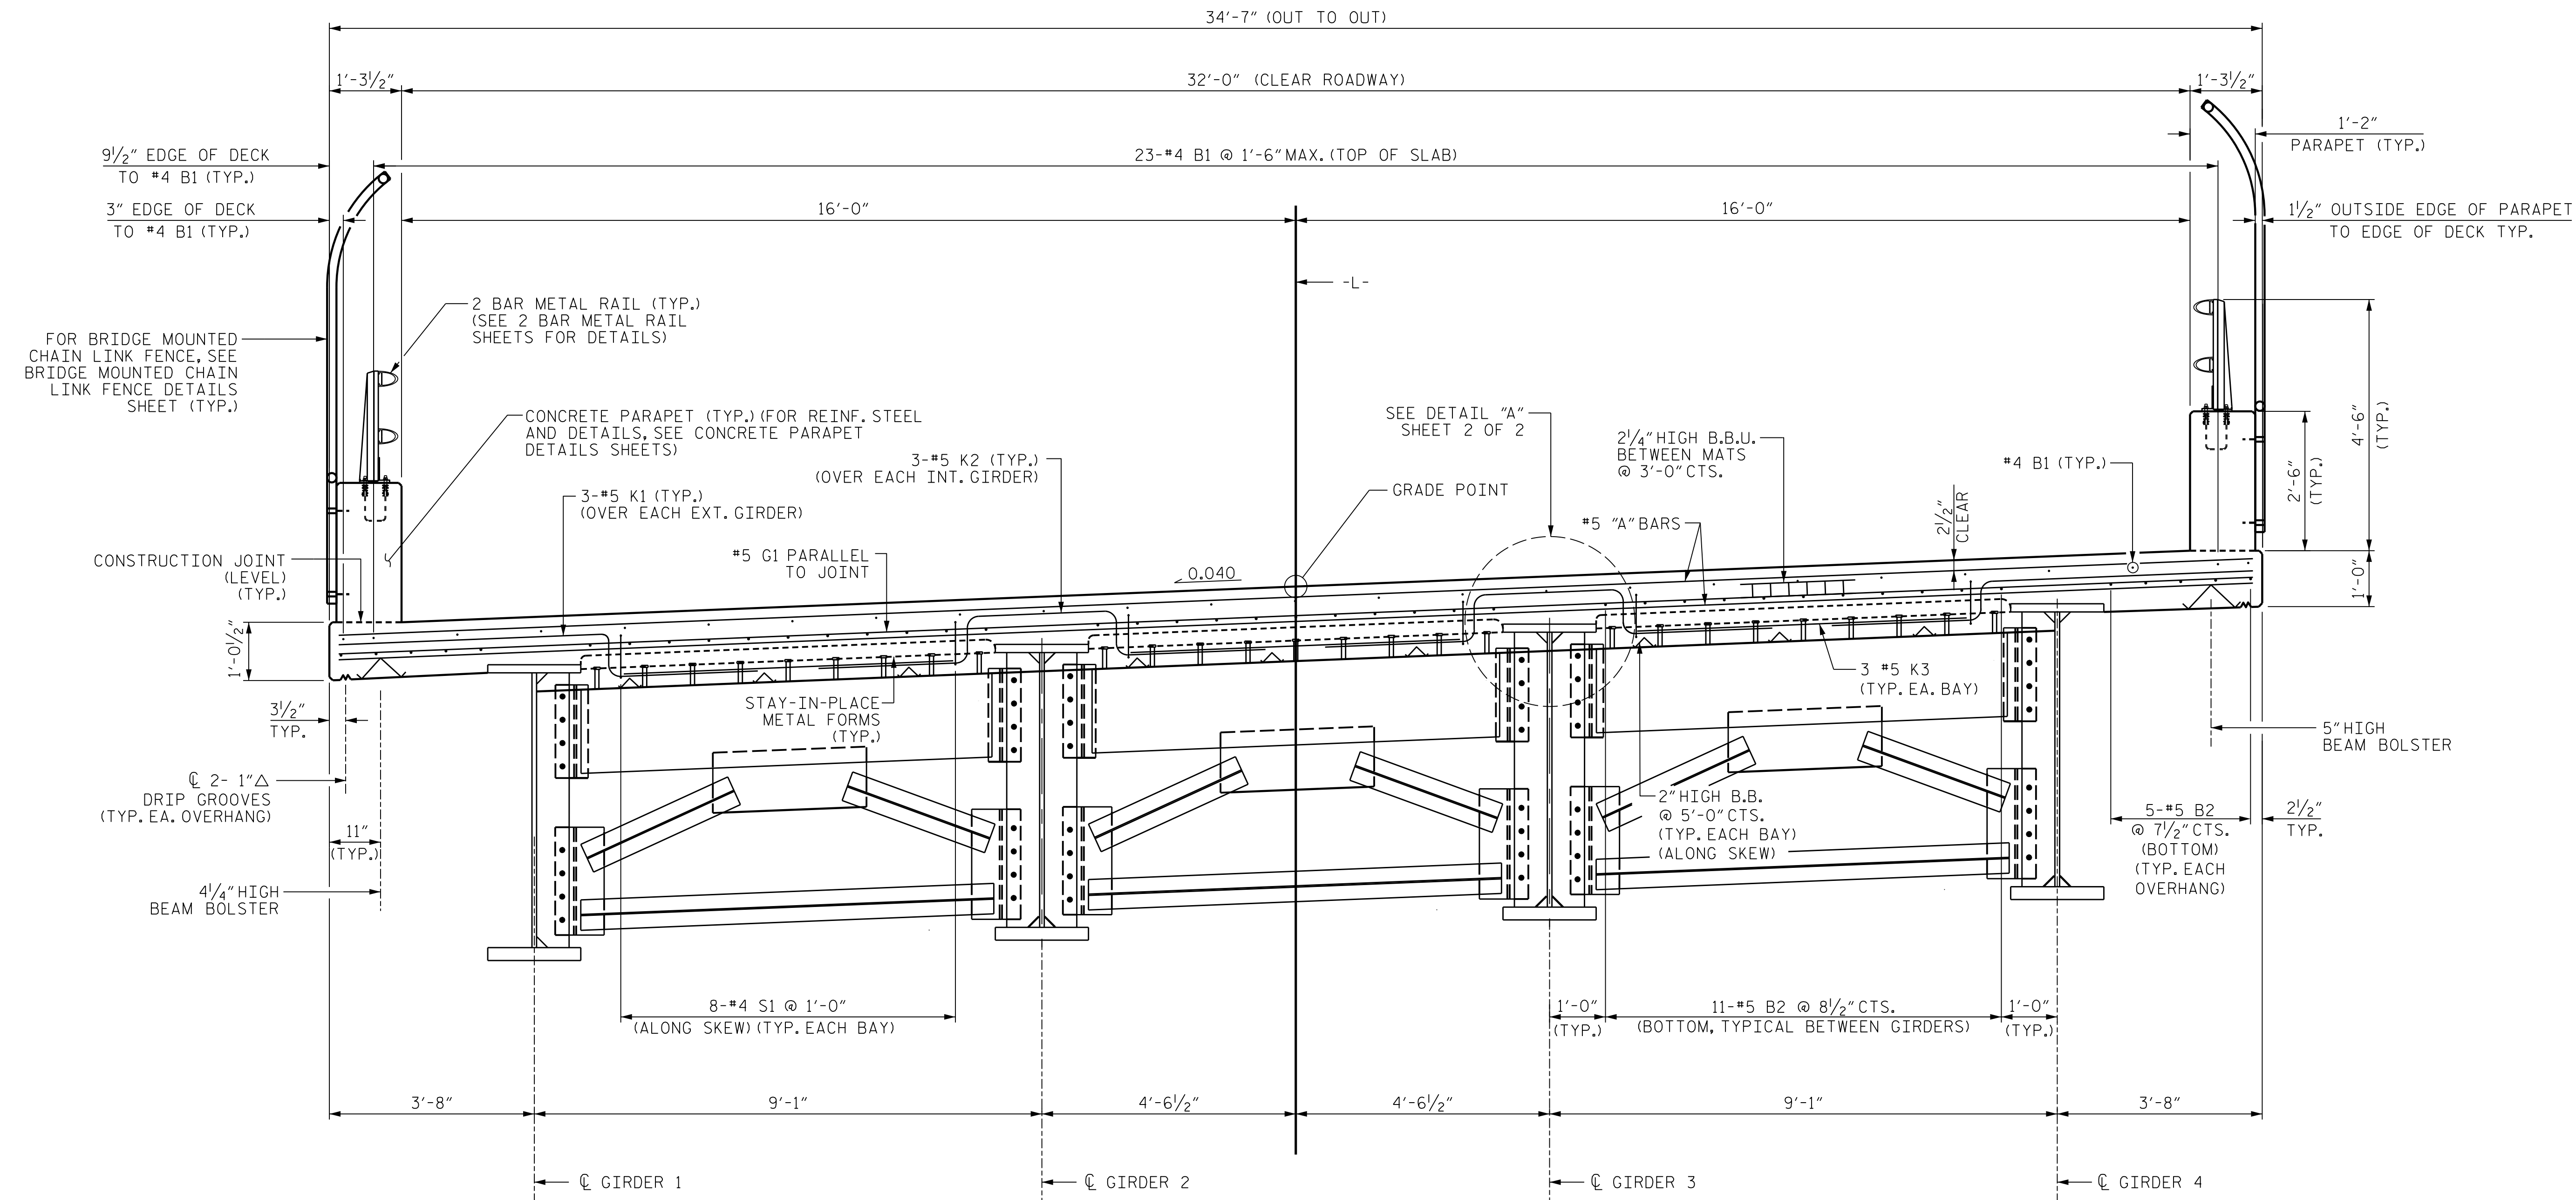 34'-7" (OUT TO OUT)
1'-3½"
32'-0" (CLEAR ROADWAY)
1'-3½"
1'-2"
PARAPET (TYP.)
9½" EDGE OF DECK
TO #4 B1 (TYP.)
23-#4 B1 @ 1'-6" MAX. (TOP OF SLAB)
3" EDGE OF DECK
TO #4 B1 (TYP.)
16'-0"
16'-0"
1½" OUTSIDE EDGE OF PARAPET
TO EDGE OF DECK TYP.
-L-
2 BAR METAL RAIL (TYP.)
(SEE 2 BAR METAL RAIL
SHEETS FOR DETAILS)
FOR BRIDGE MOUNTED
CHAIN LINK FENCE, SEE
BRIDGE MOUNTED CHAIN
LINK FENCE DETAILS
SHEET (TYP.)
CONCRETE PARAPET (TYP.) (FOR REINF. STEEL
AND DETAILS, SEE CONCRETE PARAPET
DETAILS SHEETS)
SEE DETAIL "A"
SHEET 2 OF 2
2¼" HIGH B.B.U.
BETWEEN MATS
@ 3'-0" CTS.
#4 B1 (TYP.)
4'-6"
(TYP.)
2'-6"
(TYP.)
3-#5 K2 (TYP.)
(OVER EACH INT. GIRDER)
3-#5 K1 (TYP.)
(OVER EACH EXT. GIRDER)
GRADE POINT
#5 "A" BARS
2½"
CLEAR
CONSTRUCTION JOINT
(LEVEL)
(TYP.)
#5 G1 PARALLEL
TO JOINT
0.040
1'-0"
1'-0½"
3 #5 K3
(TYP. EA. BAY)
STAY-IN-PLACE
METAL FORMS
(TYP.)
3½"
TYP.
5" HIGH
BEAM BOLSTER
℄ 2- 1"△
DRIP GROOVES
(TYP. EA. OVERHANG)
2" HIGH B.B.
@ 5'-0" CTS.
(TYP. EACH BAY)
(ALONG SKEW)
5-#5 B2
@ 7½" CTS.
(BOTTOM)
(TYP. EACH
OVERHANG)
2½"
TYP.
11"
(TYP.)
4¼" HIGH
BEAM BOLSTER
8-#4 S1 @ 1'-0"
(ALONG SKEW) (TYP. EACH BAY)
1'-0"
(TYP.)
11-#5 B2 @ 8½" CTS.
(BOTTOM, TYPICAL BETWEEN GIRDERS)
1'-0"
(TYP.)
3'-8"
9'-1"
4'-6½"
4'-6½"
9'-1"
3'-8"
℄ GIRDER 1
℄ GIRDER 2
℄ GIRDER 3
℄ GIRDER 4